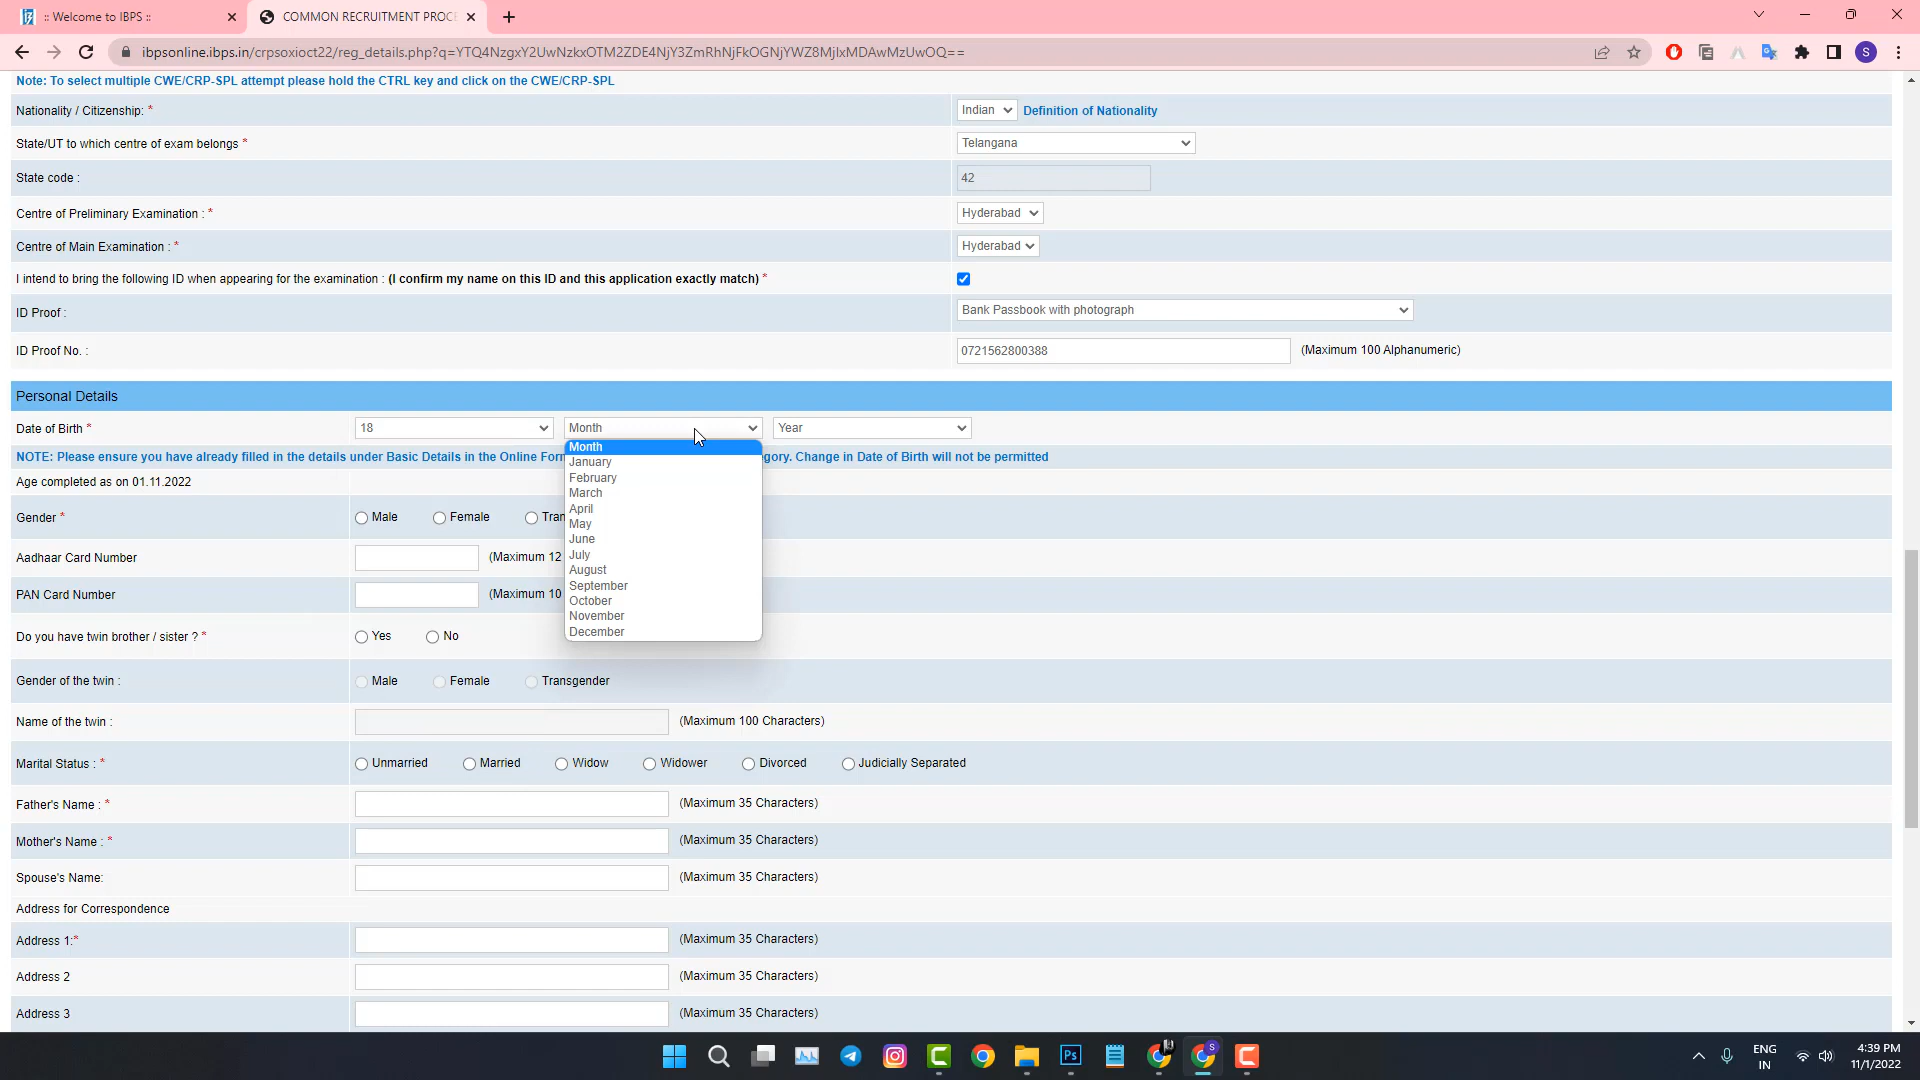 :: Welcome to IBPS ::
COMMON RECRUITMENT PROCE
ibpsonline.ibps.in/crpsoxioct22/reg_details.php?q=YTQ4NzgxY2UwNzkxOTM2ZDE4NjY3ZmRhNjFkOGNjYWZ8MjIxMDAwMzUwOQ==
S
Note: To select multiple CWE/CRP-SPL attempt please hold the CTRL key and click on the CWE/CRP-SPL
Nationality / Citizenship: * Indian Definition of Nationality
State/UT to which centre of exam belongs * Telangana
State code : 42
Centre of Preliminary Examination : * Hyderabad
Centre of Main Examination : * Hyderabad
I intend to bring the following ID when appearing for the examination : (I confirm my name on this ID and this application exactly match) *
ID Proof : Bank Passbook with photograph
ID Proof No. : 0721562800388 (Maximum 100 Alphanumeric)
Personal Details
Date of Birth * 18 Month Year
Month
NOTE: Please ensure you have already filled in the details under Basic Details in the Online Form gory. Change in Date of Birth will not be permitted
January
February
March
April
May
June
July
August
September
October
November
December
Age completed as on 01.11.2022
Gender * Male Female Tran
Aadhaar Card Number (Maximum 12
PAN Card Number (Maximum 10
Do you have twin brother / sister ? * Yes No
Gender of the twin : Male Female Transgender
Name of the twin : (Maximum 100 Characters)
Marital Status : * Unmarried Married Widow Widower Divorced Judicially Separated
Father's Name : * (Maximum 35 Characters)
Mother's Name : * (Maximum 35 Characters)
Spouse's Name: (Maximum 35 Characters)
Address for Correspondence
Address 1:* (Maximum 35 Characters)
Address 2 (Maximum 35 Characters)
Address 3 (Maximum 35 Characters)
Ps
S
ENG
IN
4:39 PM
11/1/2022